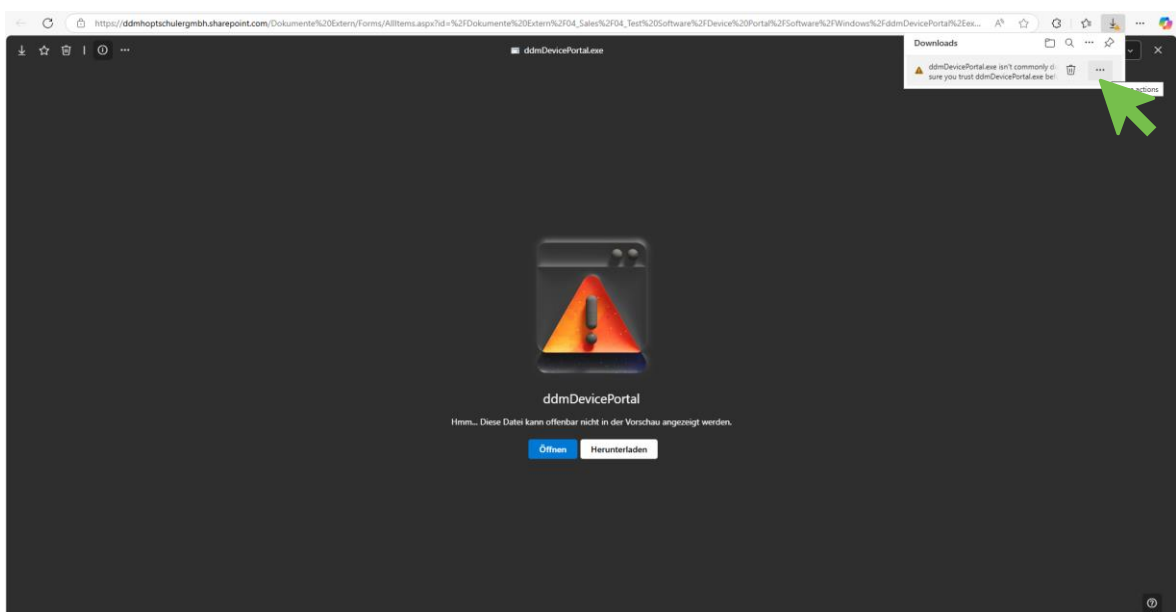 https://ddmhoptschulergmbh.sharepoint.com/Dokumente%20Extern/Forms/AllItems.aspx?id=%2FDokumente%20Extern%2F04_Sales%2F04_Test%20Software%2FDevice%20Portal%2FSoftware%2FWindows%2FddmDevicePortal%2Eex...
ddmDevicePortal.exe
Downloads
ddmDevicePortal.exe isn't commonly d
sure you trust ddmDevicePortal.exe bef
actions
ddmDevicePortal
Hmm... Diese Datei kann offenbar nicht in der Vorschau angezeigt werden.
Öffnen
Herunterladen